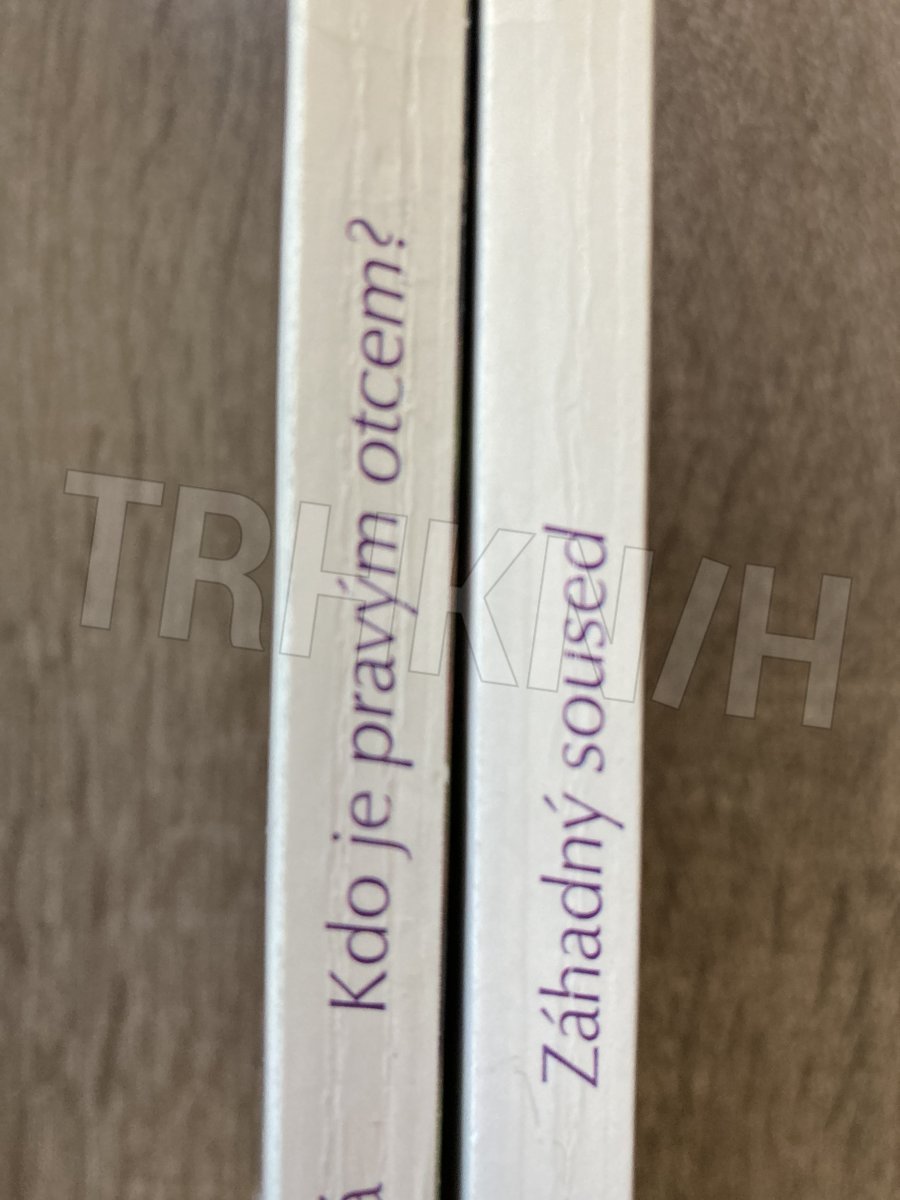 Kdo je pravým otcem?
Záhadný soused
TRHKNIH